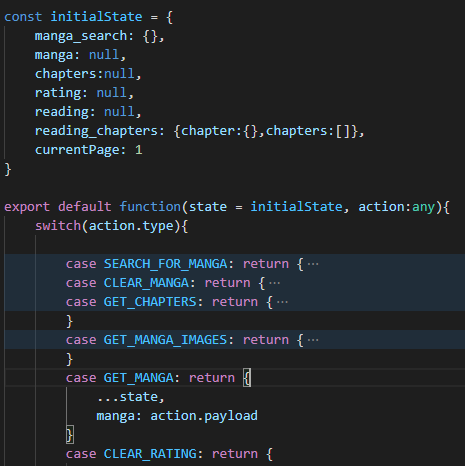 const initialState = {
    manga_search: {},
    manga: null,
    chapters:null,
    rating: null,
    reading: null,
    reading_chapters: {chapter:{},chapters:[]},
    currentPage: 1
}
export default function(state = initialState, action:any){
    switch(action.type){
        case SEARCH_FOR_MANGA: return {···
        case CLEAR_MANGA: return {···
        case GET_CHAPTERS: return {···
        }
        case GET_MANGA_IMAGES: return {···
        }
        case GET_MANGA: return {
            ...state,
            manga: action.payload
        }
        case CLEAR_RATING: return {